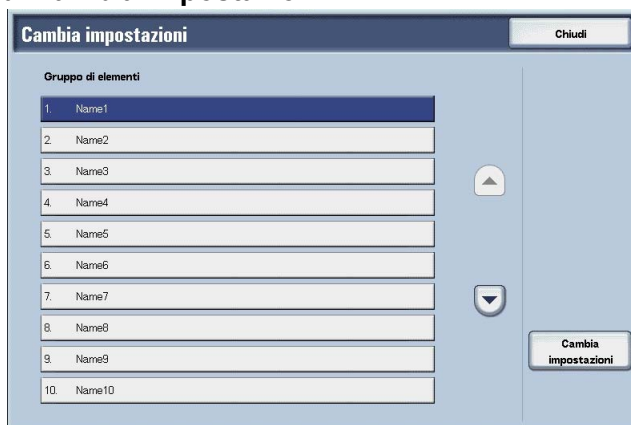 Cambia impostazioni
Chiudi
Gruppo di elementi
1. Name1
2. Name2
3. Name3
4. Name4
5. Name5
6. Name6
7. Name7
8. Name8
9. Name9
10. Name10
Cambia
impostazioni